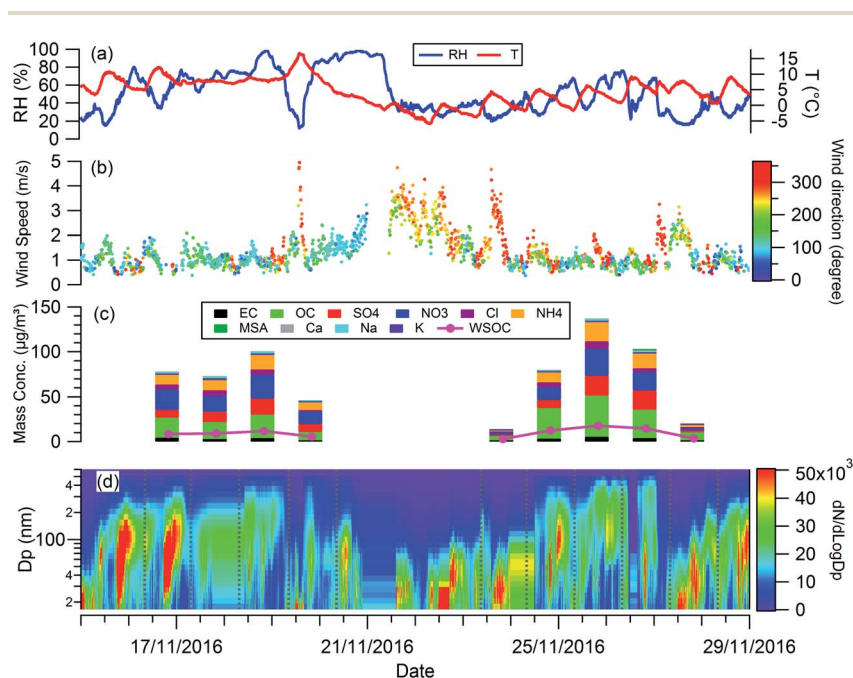 (a)
RH T
100
80
60
40
20
0
RH (%)
15
10
5
0
-5
T (°C)
(b)
5
4
3
2
1
0
Wind Speed (m/s)
300
200
100
0
Wind direction (degree)
(c)
EC OC SO4 NO3 Cl NH4
MSA Ca Na K WSOC
150
100
50
0
Mass Conc. (µg/m³)
(d)
4
2
100
4
2
Dp (nm)
50x10³
40
30
20
10
0
dN/dLogDp
17/11/2016 21/11/2016 25/11/2016 29/11/2016
Date